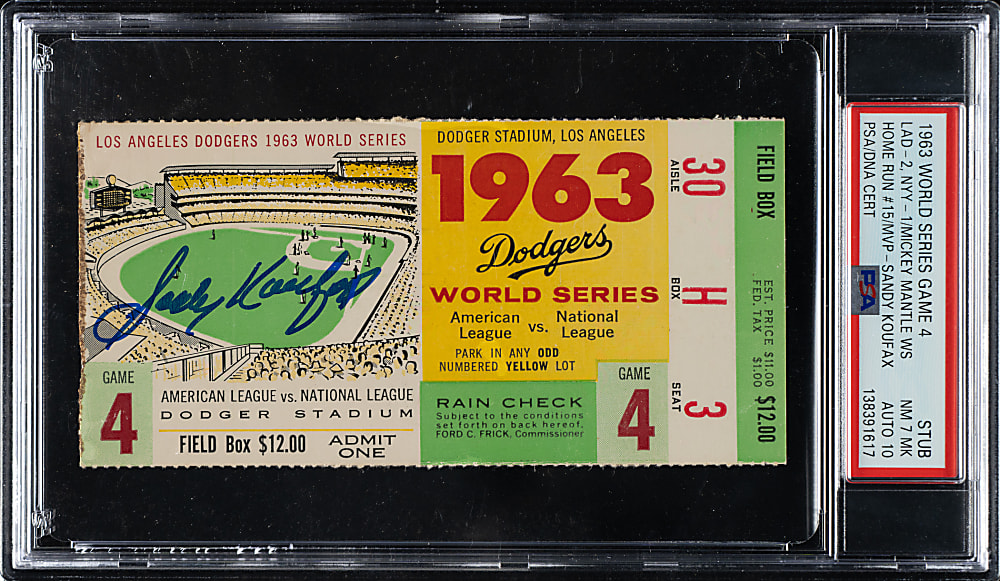 LOS ANGELES DODGERS 1963 WORLD SERIES
Sandy Koufax
GAME
4
AMERICAN LEAGUE vs. NATIONAL LEAGUE
DODGER STADIUM
FIELD Box $12.00
ADMIT
ONE
DODGER STADIUM, LOS ANGELES
1963
Dodgers
WORLD SERIES
American League vs. National League
PARK IN ANY ODD
NUMBERED YELLOW LOT
RAIN CHECK
Subject to the conditions
set forth on back hereof.
FORD C. FRICK, Commissioner
GAME
4
30
AISLE
H
BOX
3
SEAT
FIELD BOX
EST. PRICE $11.00
FED. TAX $1.00
$12.00
1963 WORLD SERIES GAME 4 STUB
LAD-2, NYY-1/MICKEY MANTLE WS NM 7 MK
HOME RUN #15/MVP-SANDY KOUFAX AUTO 10
PSA/DNA CERT 138391617
PSA